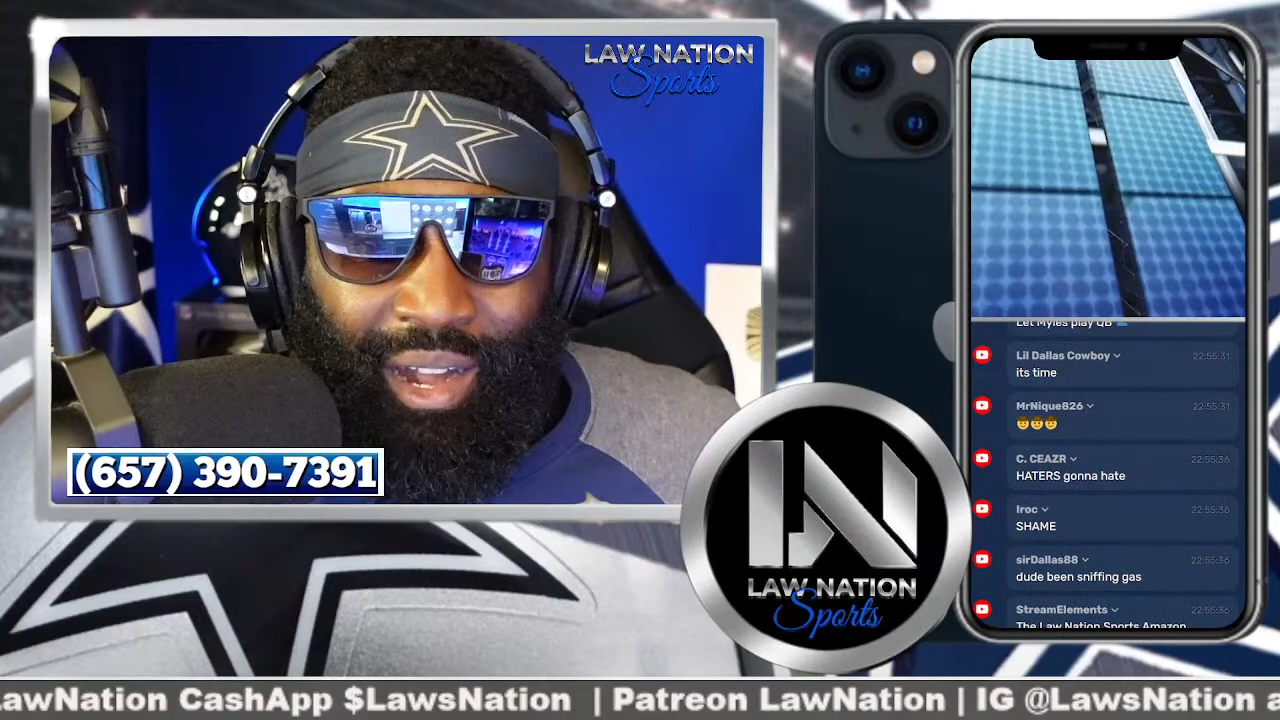 LAW NATION
Sports
(657) 390-7391
Let Myles play QB
Lil Dallas Cowboy
22:55:31
its time
MrNique826
22:55:31
C. CEAZR
22:55:36
HATERS gonna hate
Iroc
22:55:36
SHAME
sirDallas88
22:55:36
dude been sniffing gas
StreamElements
22:55:36
The Law Nation Sports Amazon
LN
LAW NATION
Sports
LawNation CashApp $LawsNation | Patreon LawNation | IG @LawsNation a